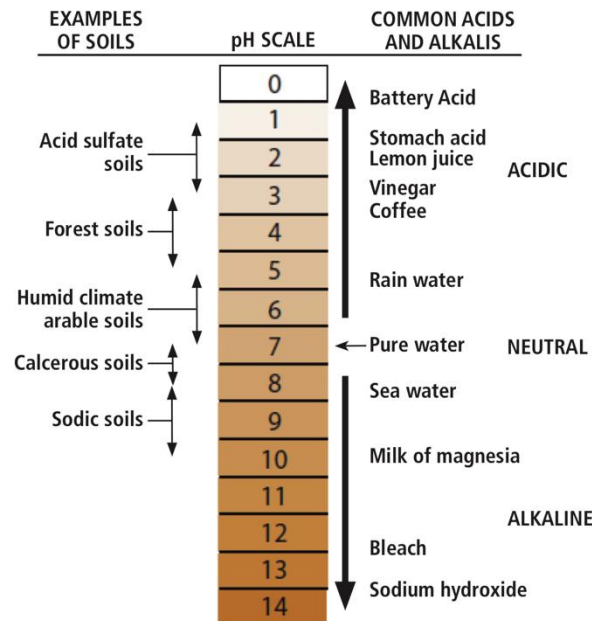 EXAMPLES
OF SOILS
pH SCALE
COMMON ACIDS
AND ALKALIS
0
Battery Acid
1
Acid sulfate
soils
2
Stomach acid
Lemon juice
ACIDIC
3
Vinegar
Coffee
Forest soils
4
5
Rain water
Humid climate
arable soils
6
7
Pure water
NEUTRAL
Calcerous soils
8
Sea water
Sodic soils
9
10
Milk of magnesia
11
ALKALINE
12
Bleach
13
Sodium hydroxide
14